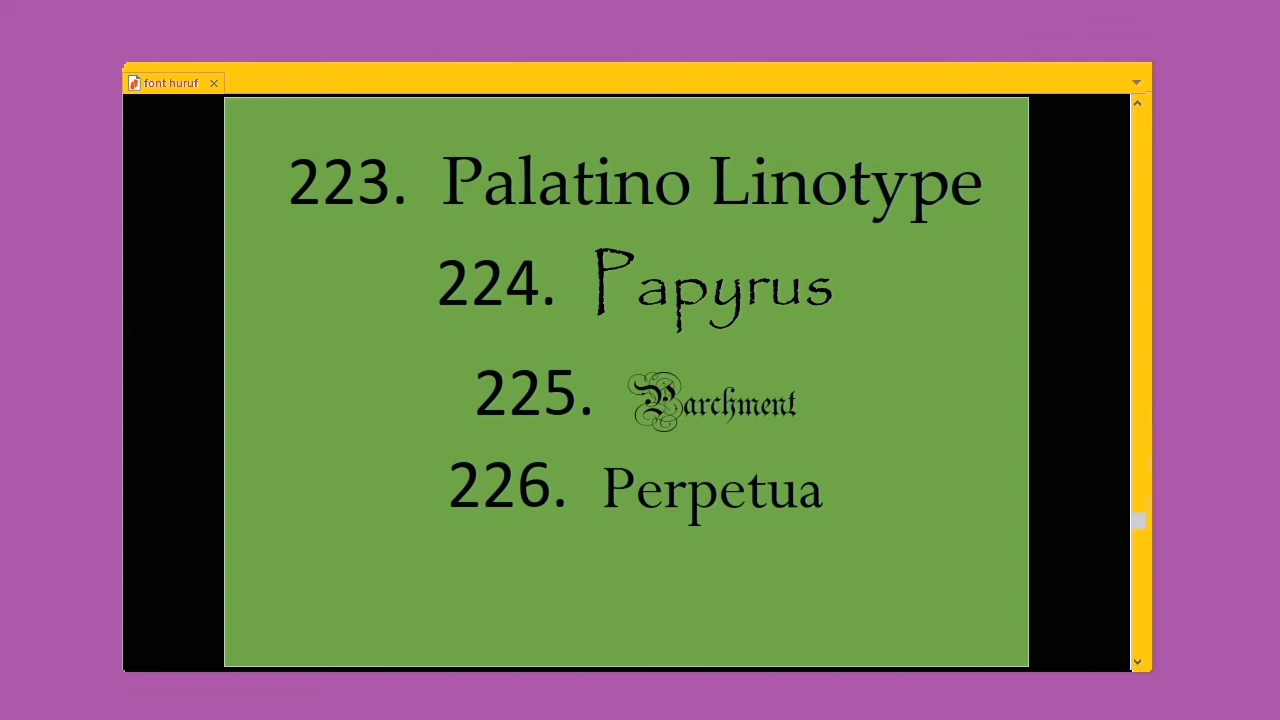 font huruf
223. Palatino Linotype
224. Papyrus
225. Parchment
226. Perpetua